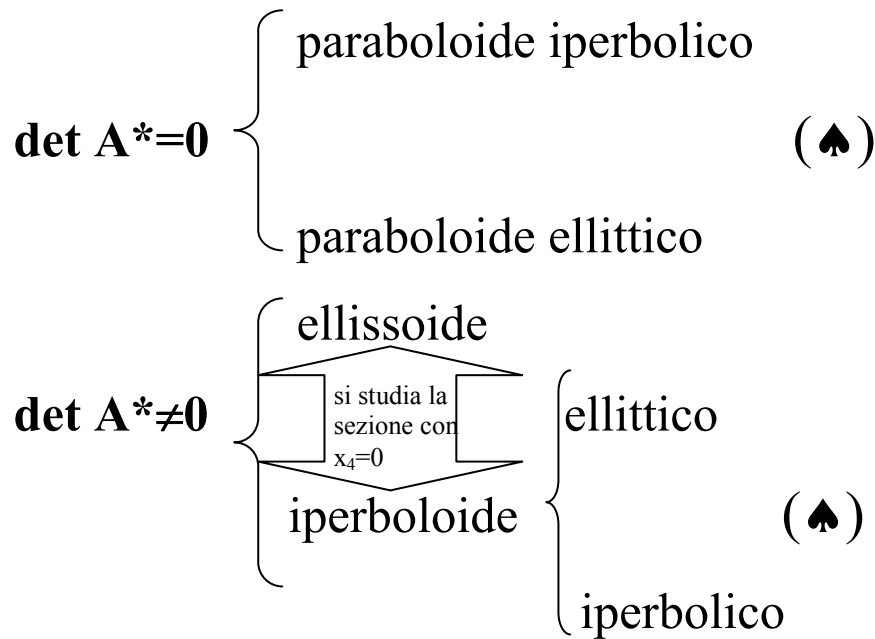 paraboloide iperbolico
det A*=0
(♠)
paraboloide ellittico
ellissoide
si studia la
sezione con
x₄=0
det A*≠0
ellittico
iperboloide
(♠)
iperbolico